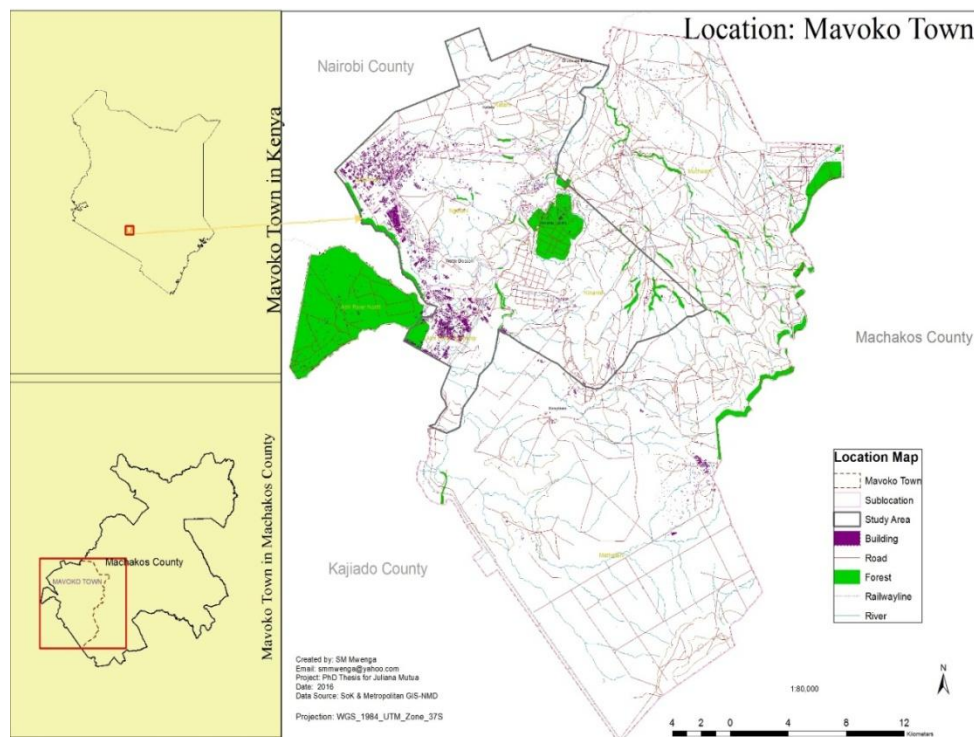 Location: Mavoko Town
Nairobi County
Mavoko Town in Kenya
Machakos County
Mavoko Town in Machakos County
Machakos County
MAVOKO TOWN
Kajiado County
Location Map
Mavoko Town
Sublocation
Study Area
Building
Road
Forest
Railwayline
River
Created by: SM Mwenga
Email: smmwenga@yahoo.com
Project: PhD Thesis for Juliana Mutua
Date: 2016
Data Source: SoK & Metropolitan GIS-NMD
Projection: WGS_1984_UTM_Zone_37S
1:80,000
N
4 2 0 4 8 12
Kilometers